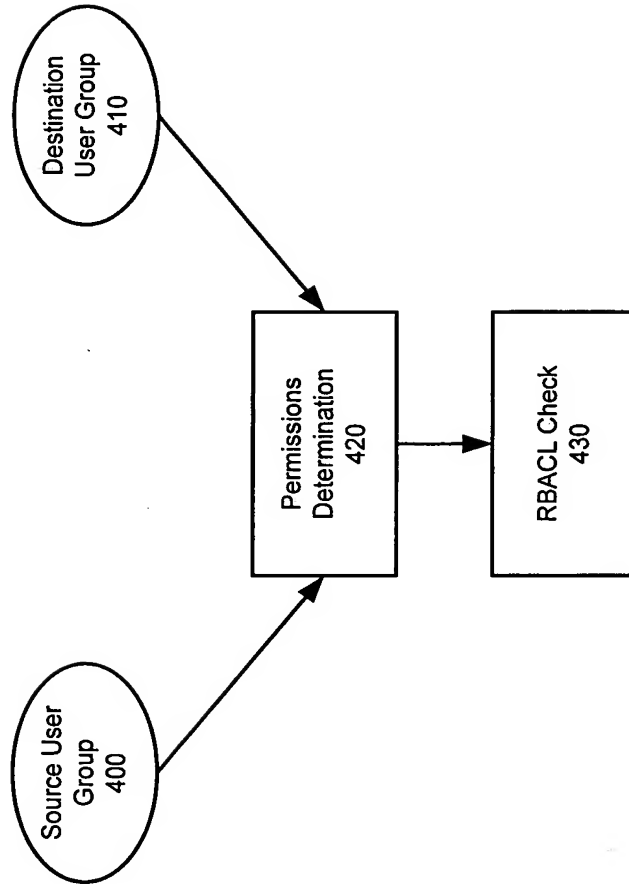 Source User
Group
400
Destination
User Group
410
Permissions
Determination
420
RBACL Check
430